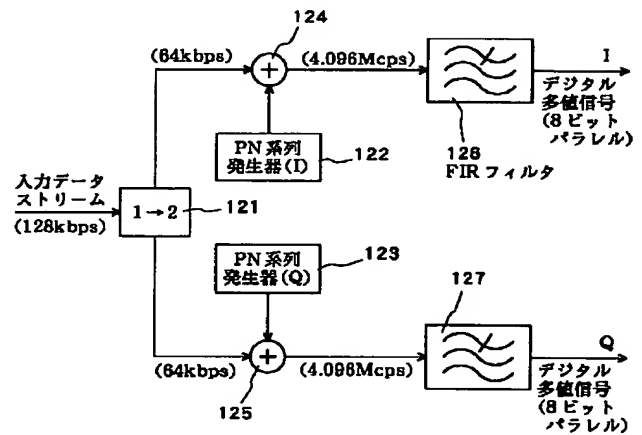 124
(64kbps)
(4.096Mcps)
I
デジタル
多値信号
(8ビット
パラレル)
PN系列
発生器(I)
122
126
FIRフィルタ
入力データ
ストリーム
(128kbps)
1→2
121
PN系列
発生器(Q)
123
127
Q
(64kbps)
125
(4.096Mcps)
デジタル
多値信号
(8ビット
パラレル)